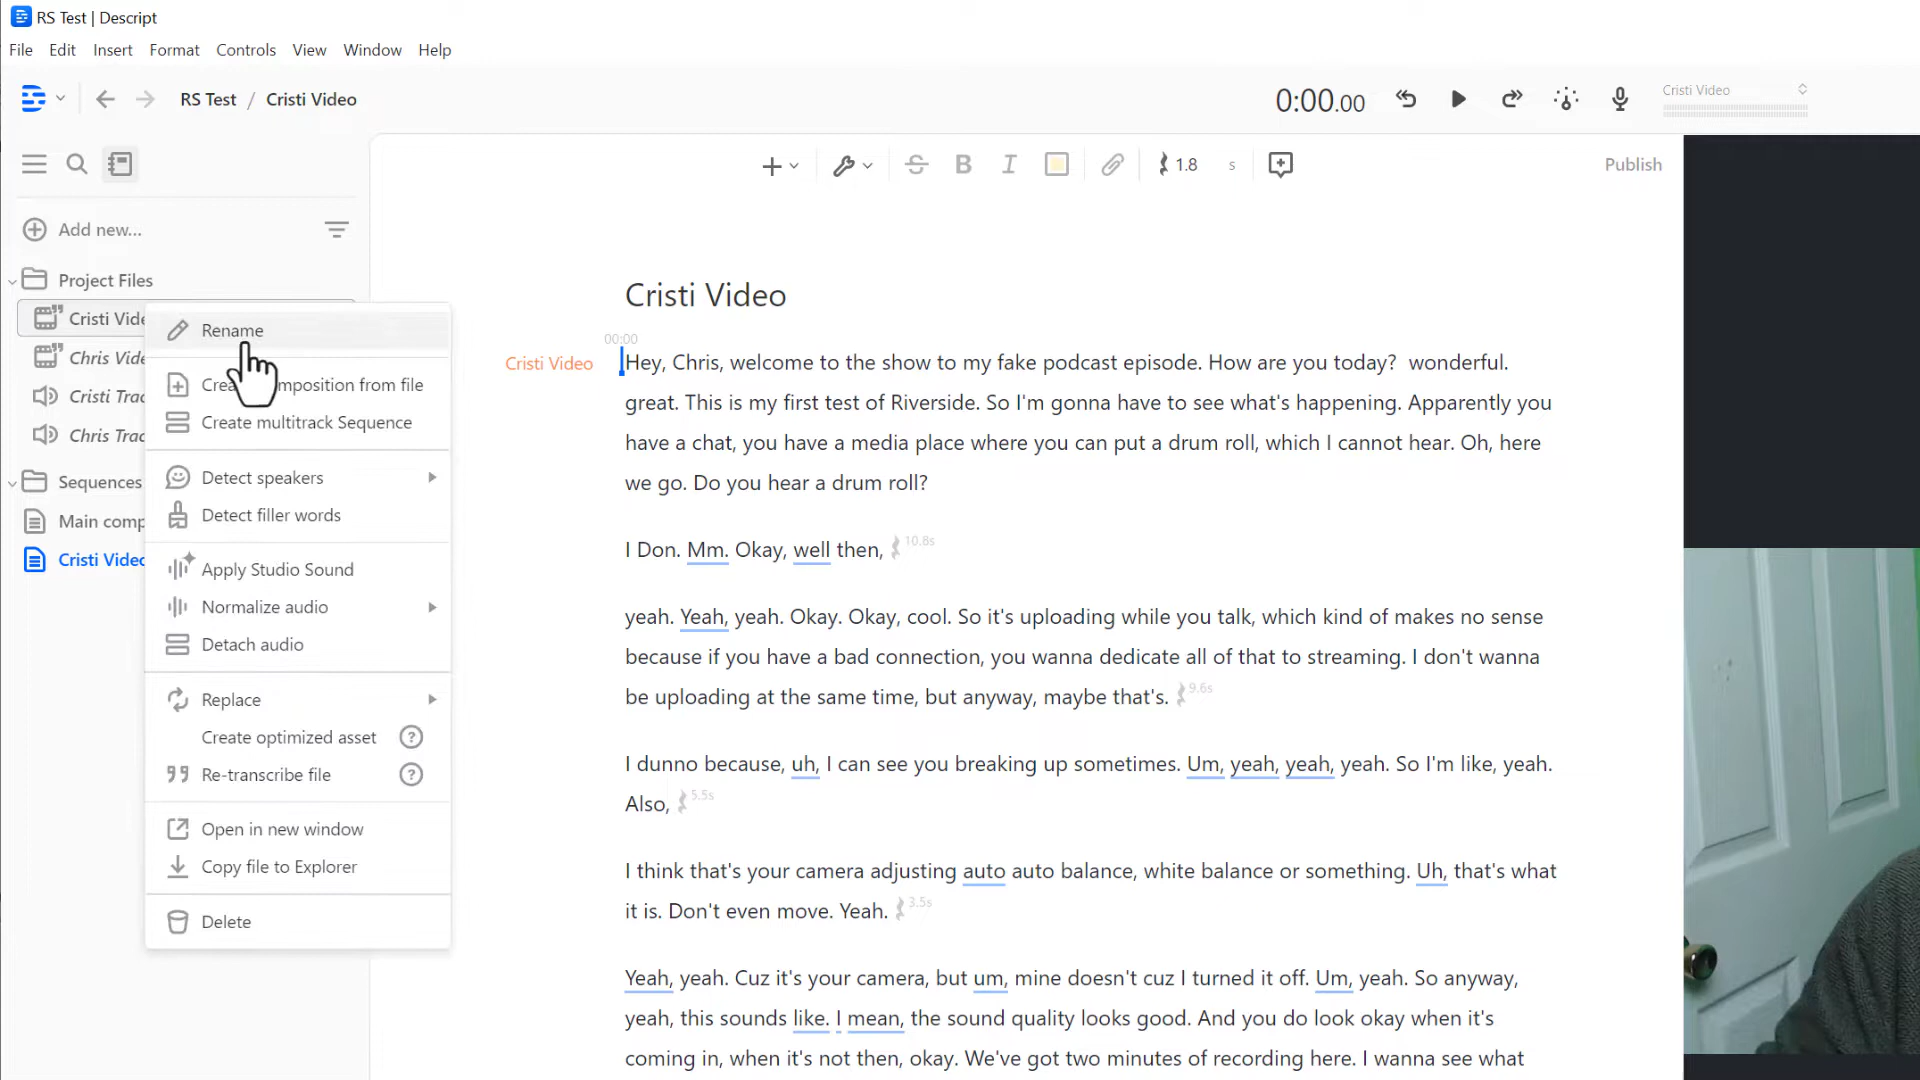 RS Test | Descript
File Edit Insert Format Controls View Window Help
RS Test / Cristi Video
0:00.00
Cristi Video
1.8 s
Publish
Add new...
Project Files
Cristi Vide
Chris Vide
Cristi Trac
Chris Trac
Sequences
Main comp
Cristi Video
Rename
Create composition from file
Create multitrack Sequence
Detect speakers
Detect filler words
Apply Studio Sound
Normalize audio
Detach audio
Replace
Create optimized asset ?
Re-transcribe file ?
Open in new window
Copy file to Explorer
Delete
Cristi Video
00:00
Cristi Video
Hey, Chris, welcome to the show to my fake podcast episode. How are you today? wonderful.
great. This is my first test of Riverside. So I'm gonna have to see what's happening. Apparently you
have a chat, you have a media place where you can put a drum roll, which I cannot hear. Oh, here
we go. Do you hear a drum roll?
I Don. Mm. Okay, well then, 10.8s
yeah. Yeah, yeah. Okay. Okay, cool. So it's uploading while you talk, which kind of makes no sense
because if you have a bad connection, you wanna dedicate all of that to streaming. I don't wanna
be uploading at the same time, but anyway, maybe that's. 9.6s
I dunno because, uh, I can see you breaking up sometimes. Um, yeah, yeah, yeah. So I'm like, yeah.
Also, 5.5s
I think that's your camera adjusting auto auto balance, white balance or something. Uh, that's what
it is. Don't even move. Yeah. 3.5s
Yeah, yeah. Cuz it's your camera, but um, mine doesn't cuz I turned it off. Um, yeah. So anyway,
yeah, this sounds like. I mean, the sound quality looks good. And you do look okay when it's
coming in, when it's not then, okay. We've got two minutes of recording here. I wanna see what